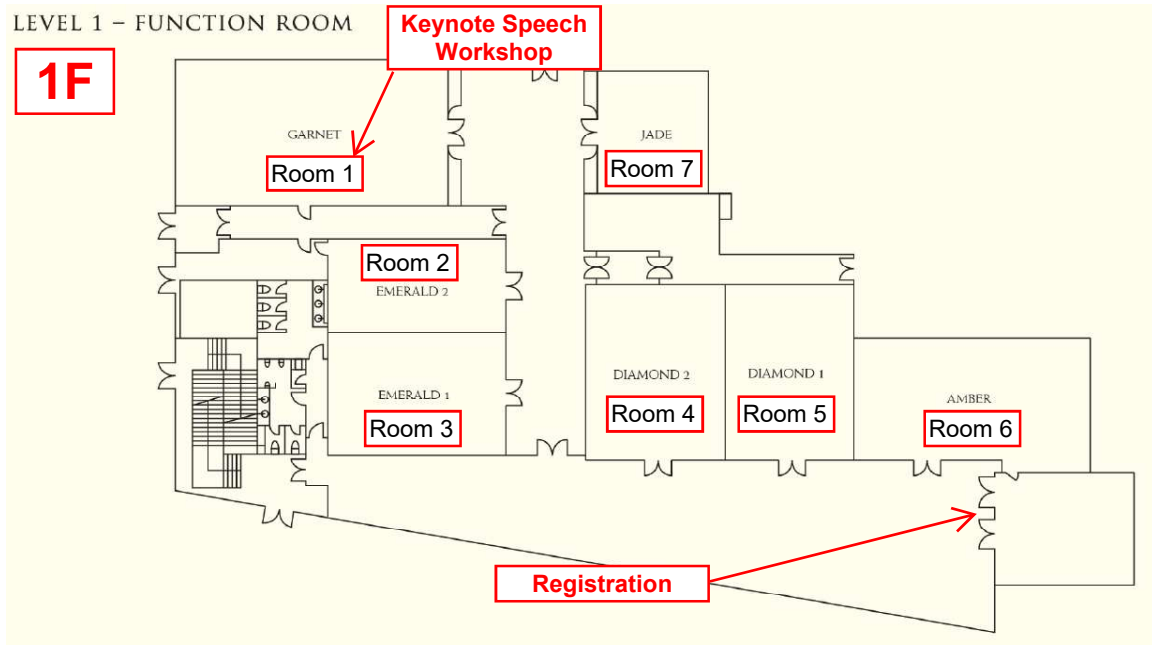 LEVEL 1 – FUNCTION ROOM
1F
Keynote Speech
Workshop
GARNET
Room 1
JADE
Room 7
Room 2
EMERALD 2
EMERALD 1
Room 3
DIAMOND 2
Room 4
DIAMOND 1
Room 5
AMBER
Room 6
Registration